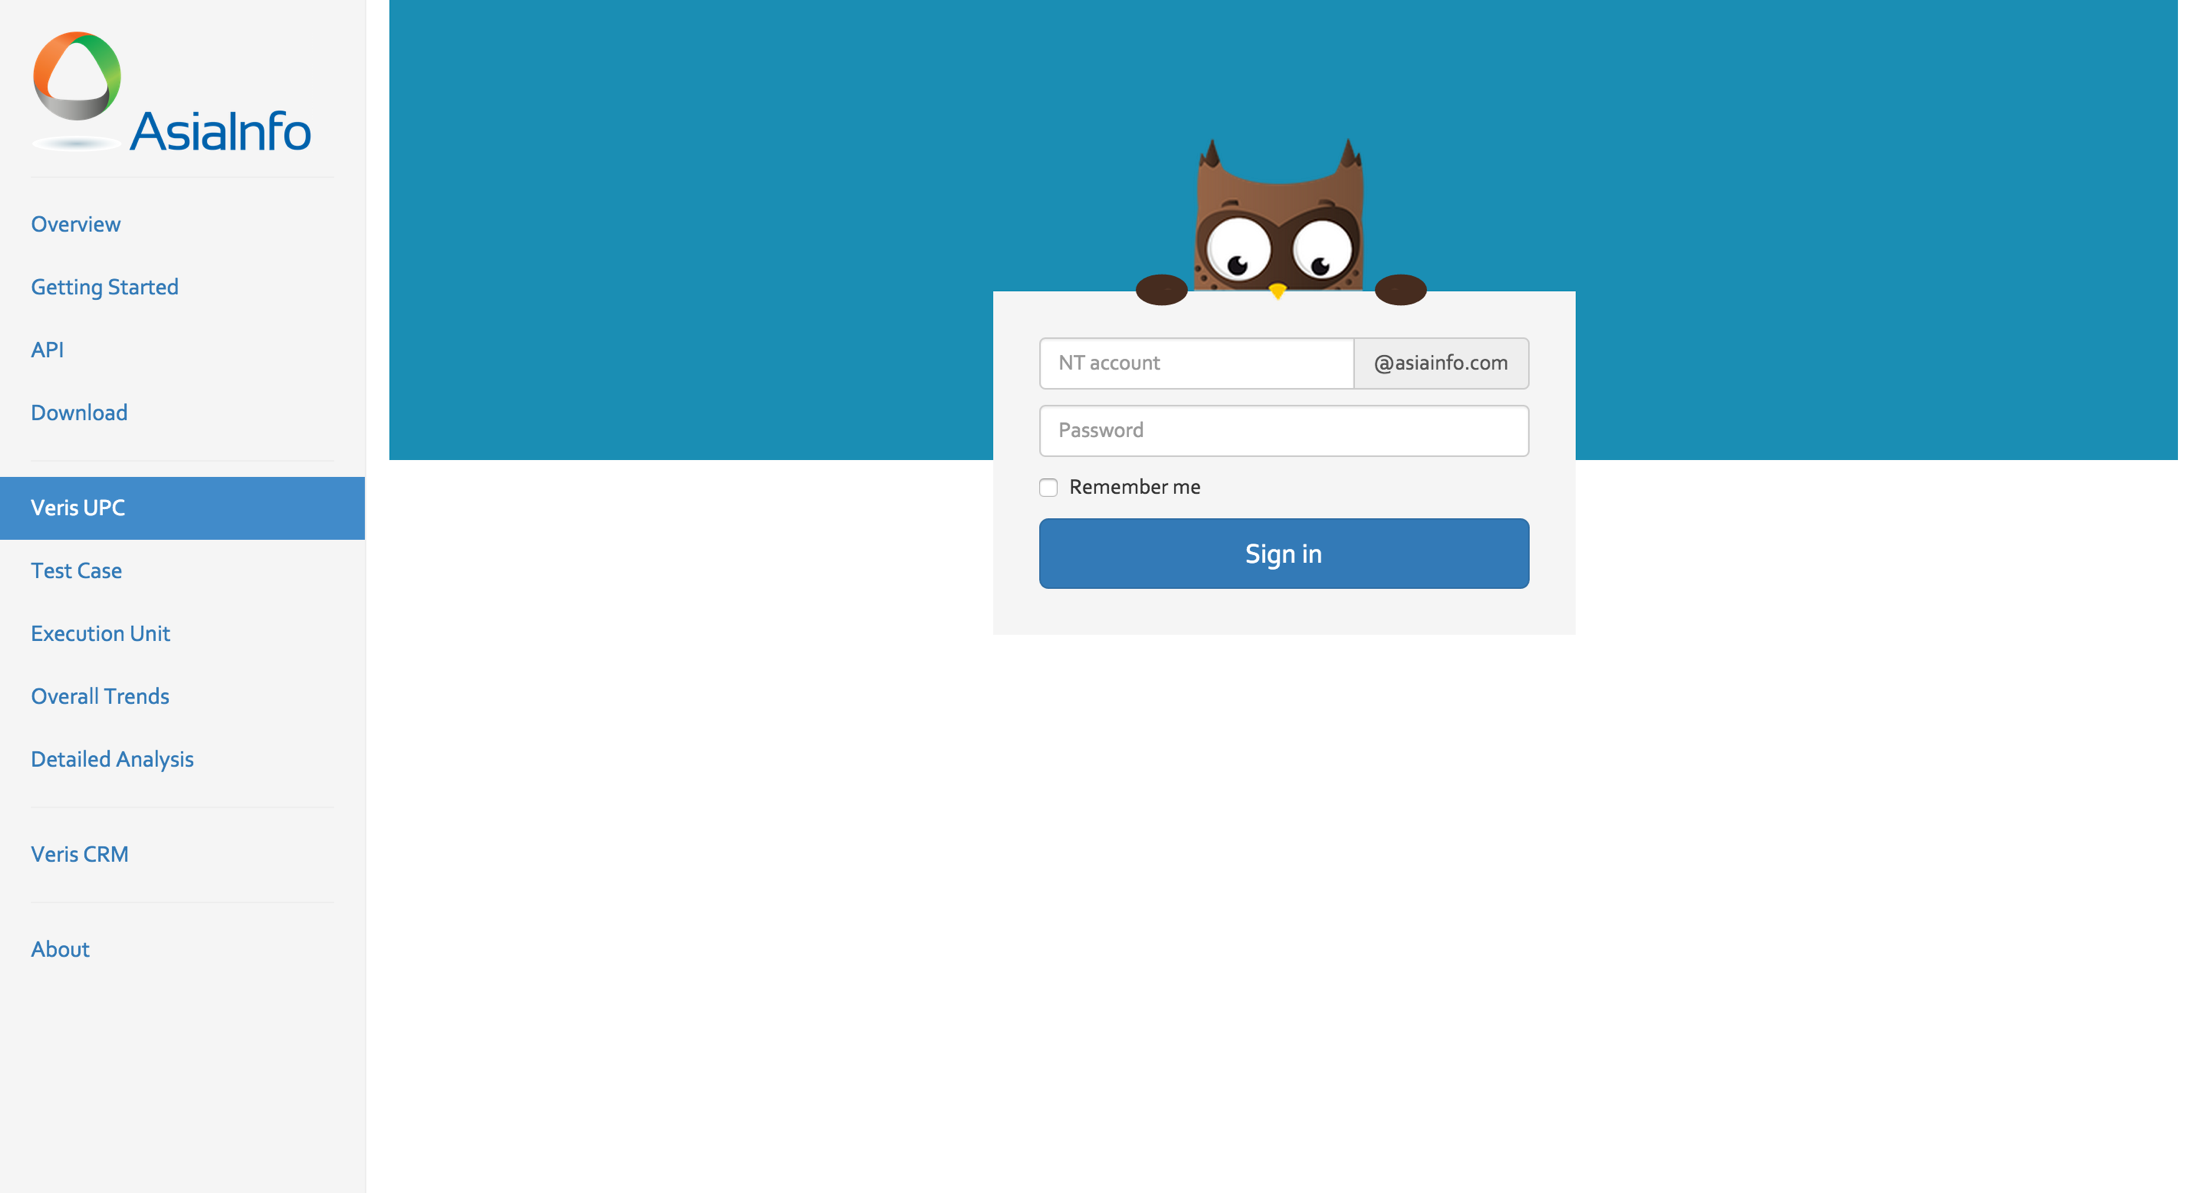 AsiaInfo
Overview
Getting Started
API
Download
Veris UPC
Test Case
Execution Unit
Overall Trends
Detailed Analysis
Veris CRM
About
NT account @asiainfo.com
Password
Remember me
Sign in